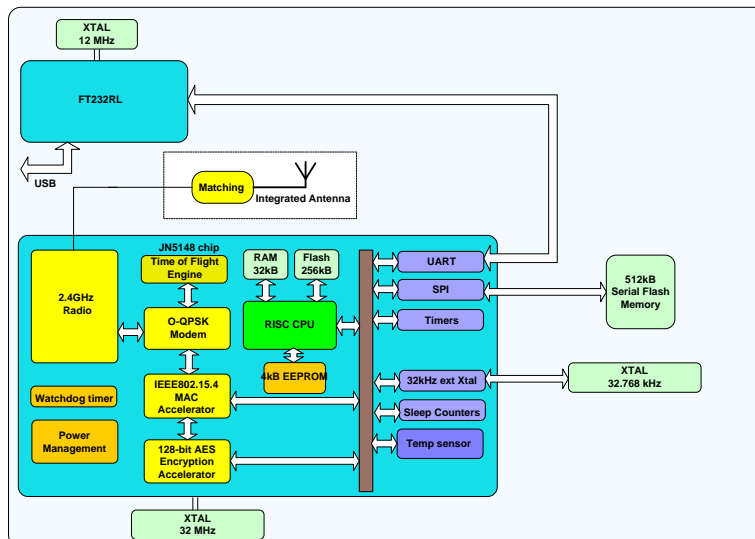 XTAL
12 MHz
FT232RL
USB
Matching
Integrated Antenna
JN5148 chip
Time of Flight
Engine
RAM
32kB
Flash
256kB
2.4GHz
Radio
O-QPSK
Modem
RISC CPU
4kB EEPROM
IEEE802.15.4
MAC
Accelerator
128-bit AES
Encryption
Accelerator
Watchdog timer
Power
Management
UART
SPI
Timers
32kHz ext Xtal
Sleep Counters
Temp sensor
512kB
Serial Flash
Memory
XTAL
32.768 kHz
XTAL
32 MHz